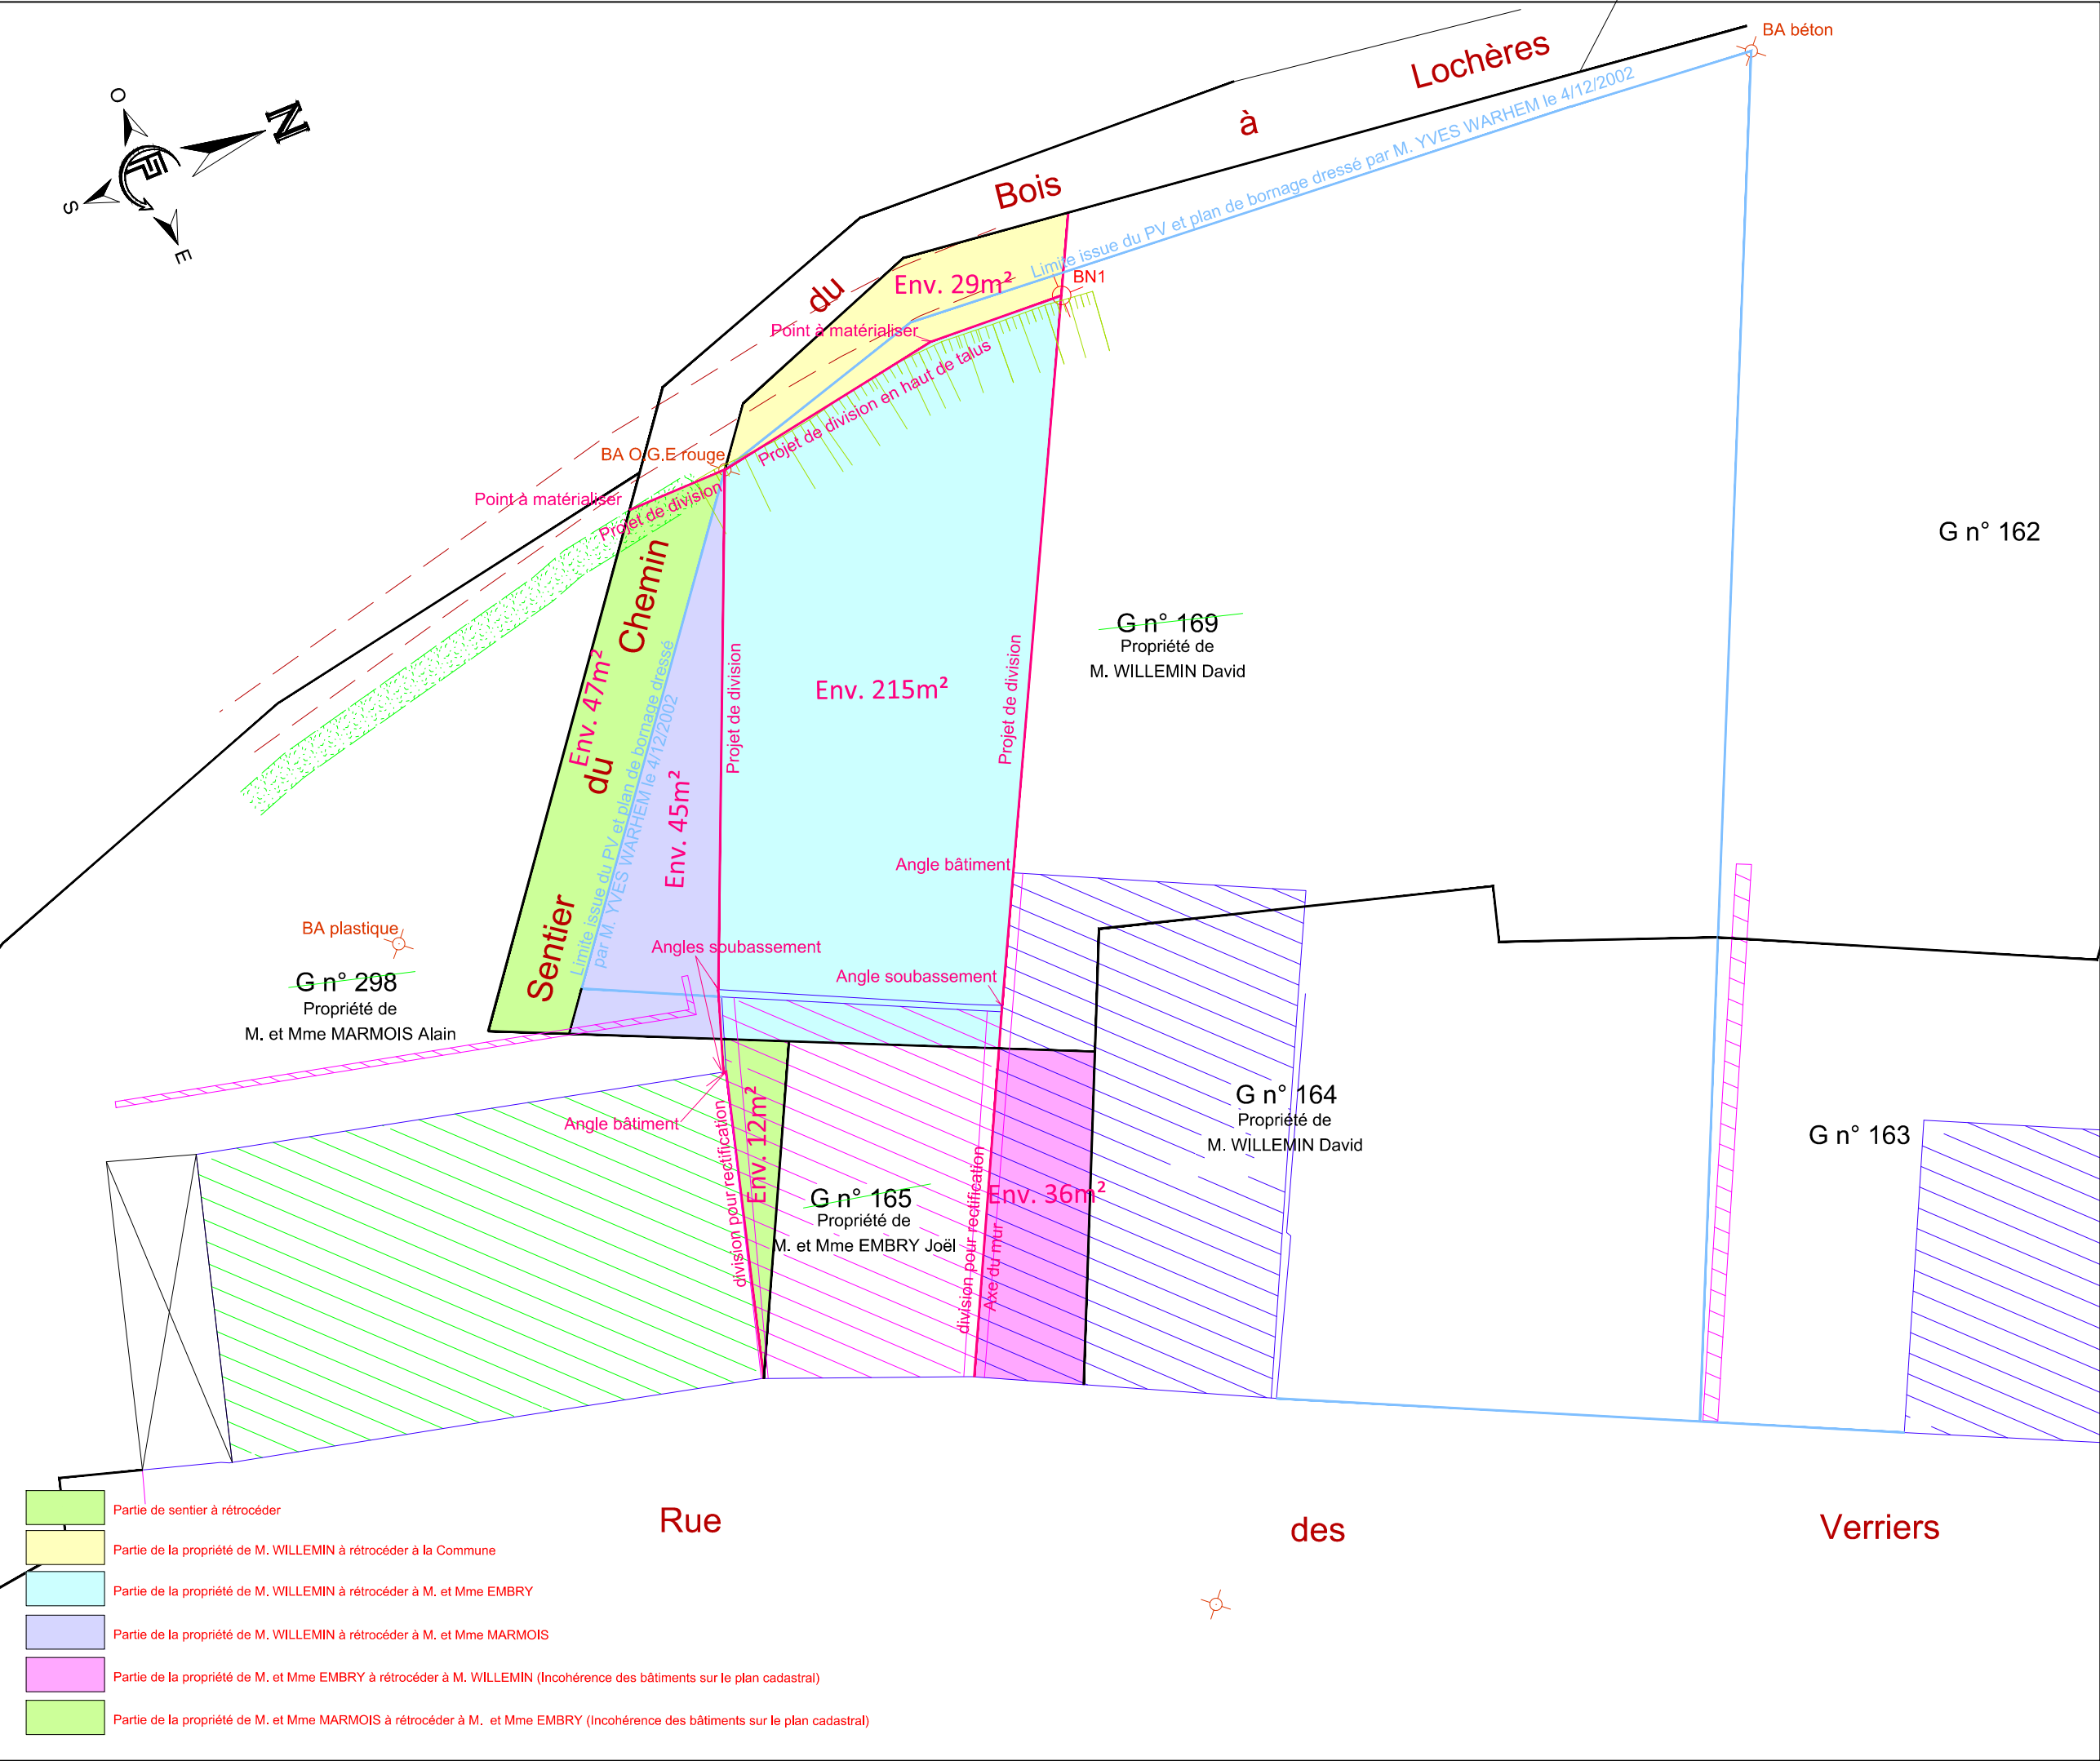 BA béton
Lochères
à
Bois
du
O
N
S
E
Limite issue du PV et plan de bornage dressé par M. YVES WARHEM le 4/12/2002
Env. 29m²
BN1
Point à matérialiser
Projet de division en haut de talus
BA O.G.E rouge
Point à matérialiser
Projet de division
G n° 162
Chemin
du
Sentier
Env. 47m²
Limite issue du PV et plan de bornage dressé
par M. YVES WARHEM le 4/12/2002
Env. 45m²
Projet de division
Env. 215m²
Projet de division
G n° 169
Propriété de
M. WILLEMIN David
Angle bâtiment
BA plastique
Angles soubassement
Angle soubassement
G n° 298
Propriété de
M. et Mme MARMOIS Alain
Angle bâtiment
division pour rectification
Env. 12m²
G n° 165
Propriété de
M. et Mme EMBRY Joël
division pour rectification
Axe du mur
Env. 36m²
G n° 164
Propriété de
M. WILLEMIN David
G n° 163
Rue des Verriers
Partie de sentier à rétrocéder
Partie de la propriété de M. WILLEMIN à rétrocéder à la Commune
Partie de la propriété de M. WILLEMIN à rétrocéder à M. et Mme EMBRY
Partie de la propriété de M. WILLEMIN à rétrocéder à M. et Mme MARMOIS
Partie de la propriété de M. et Mme EMBRY à rétrocéder à M. WILLEMIN (Incohérence des bâtiments sur le plan cadastral)
Partie de la propriété de M. et Mme MARMOIS à rétrocéder à M. et Mme EMBRY (Incohérence des bâtiments sur le plan cadastral)